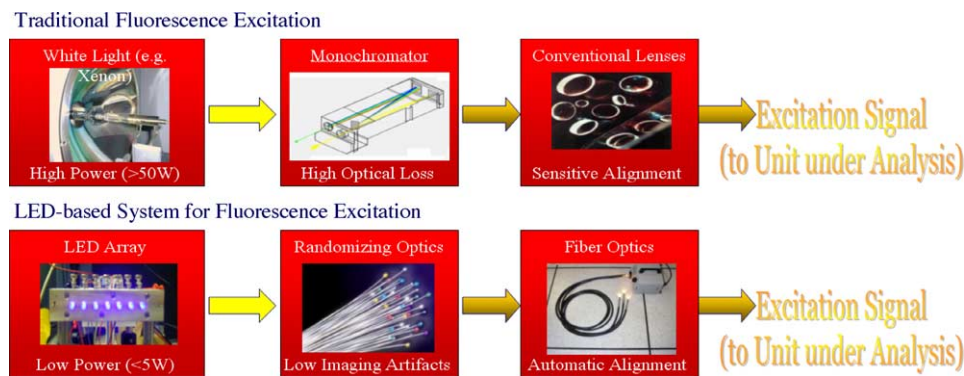 Traditional Fluorescence Excitation
White Light (e.g.
Xenon)
High Power (>50W)
Monochromator
High Optical Loss
Conventional Lenses
Sensitive Alignment
Excitation Signal
(to Unit under Analysis)
LED-based System for Fluorescence Excitation
LED Array
Low Power (<5W)
Randomizing Optics
Low Imaging Artifacts
Fiber Optics
Automatic Alignment
Excitation Signal
(to Unit under Analysis)